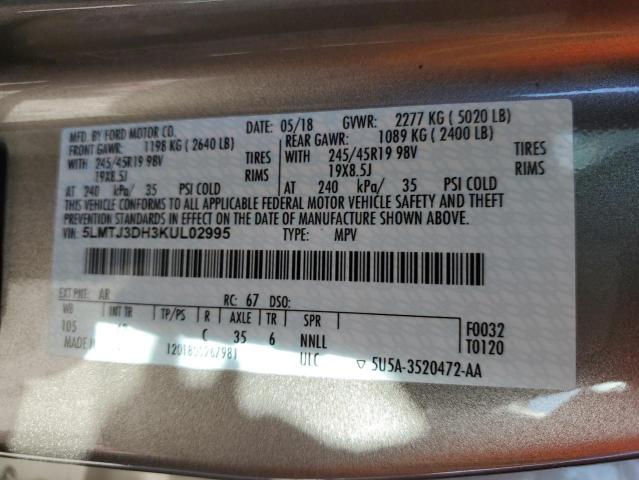 MFD. BY FORD MOTOR CO.
DATE: 05/18 GVWR: 2277 KG ( 5020 LB)
FRONT GAWR: 1198 KG ( 2640 LB)
REAR GAWR: 1089 KG ( 2400 LB)
WITH 245/45R19 98V TIRES
19X8.5J RIMS
AT 240 kPa/ 35 PSI COLD
WITH 245/45R19 98V TIRES
19X8.5J RIMS
AT 240 kPa/ 35 PSI COLD
THIS VEHICLE CONFORMS TO ALL APPLICABLE FEDERAL MOTOR VEHICLE SAFETY AND THEFT
PREVENTION STANDARDS IN EFFECT ON THE DATE OF MANUFACTURE SHOWN ABOVE.
VIN: 5LMTJ3DH3KUL02995 TYPE: MPV
EXT PNT: AR RC: 67 DSO:
WB INT TR TP/PS R AXLE TR SPR
105 C 35 6 NNLL F0032
MADE ULC T0120
▽ 5U5A-3520472-AA